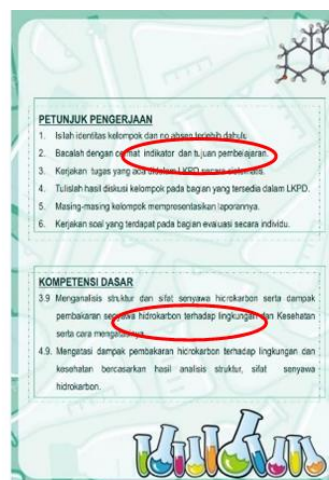 PETUNJUK PENGERJAAN
1. Isilah identitas kelompok dan no absen terlebih dahulu.
2. Bacalah dengan cermat indikator dan tujuan pembelajaran.
3. Kerjakan tugas yang ada didalam LKPD secara
4. Tulislah hasil diskusi kelompok pada bagian yang tersedia dalam LKPD.
5. Masing-masing kelompok mempresentasikan laporannya.
6. Kerjakan soal yang terdapat pada bagian evaluasi secara individu.
KOMPETENSI DASAR
3.9 Menganalisis struktur dan sifat senyawa hidrokarbon serta dampak
pembakaran senyawa hidrokarbon terhadap lingkungan dan Kesehatan
serta cara mengatasinya.
4.9. Mengatasi dampak pembakaran hidrokarbon terhadap lingkungan dan
kesehatan berdasarkan hasil analisis struktur, sifat senyawa
hidrokarbon.